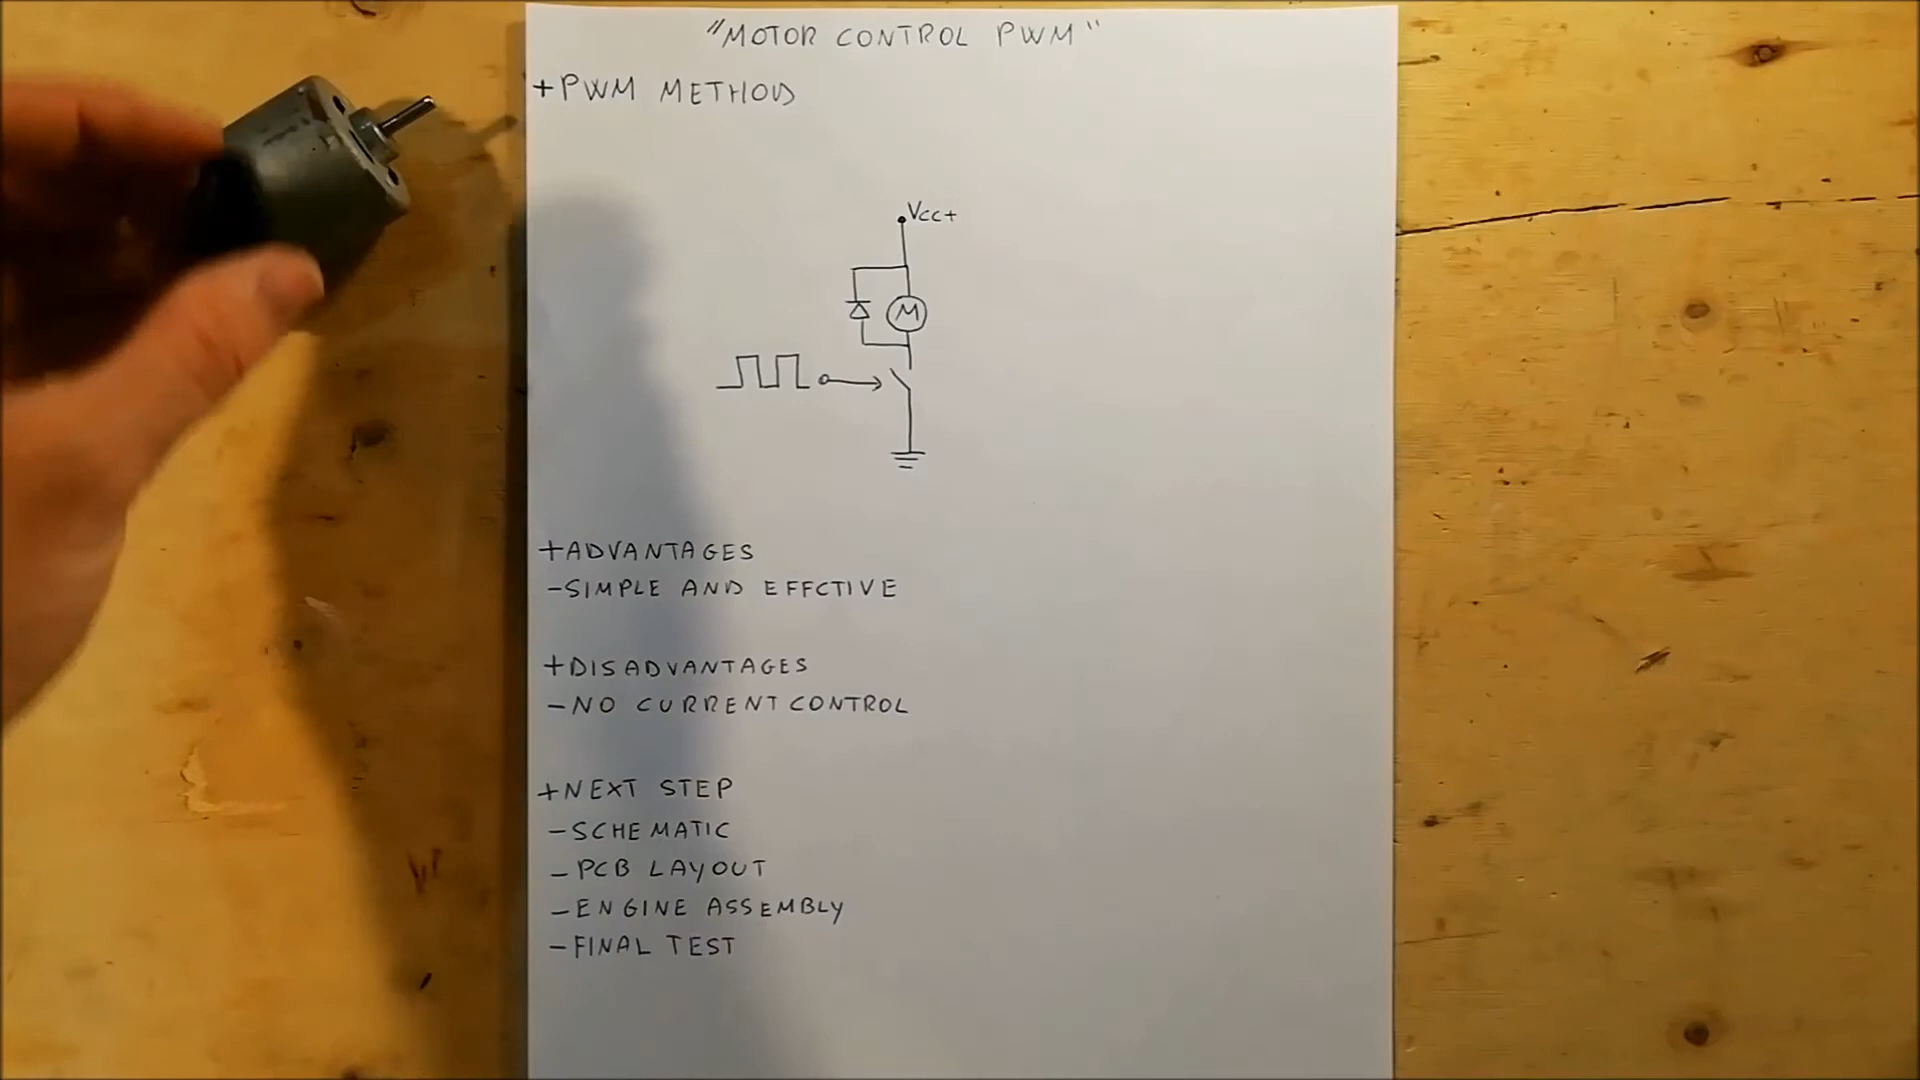 "MOTOR CONTROL PWM"
+PWM METHOD
Vcc+
M
+ADVANTAGES
-SIMPLE AND EFFCTIVE
+DISADVANTAGES
-NO CURRENT CONTROL
+NEXT STEP
-SCHEMATIC
-PCB LAYOUT
-ENGINE ASSEMBLY
-FINAL TEST